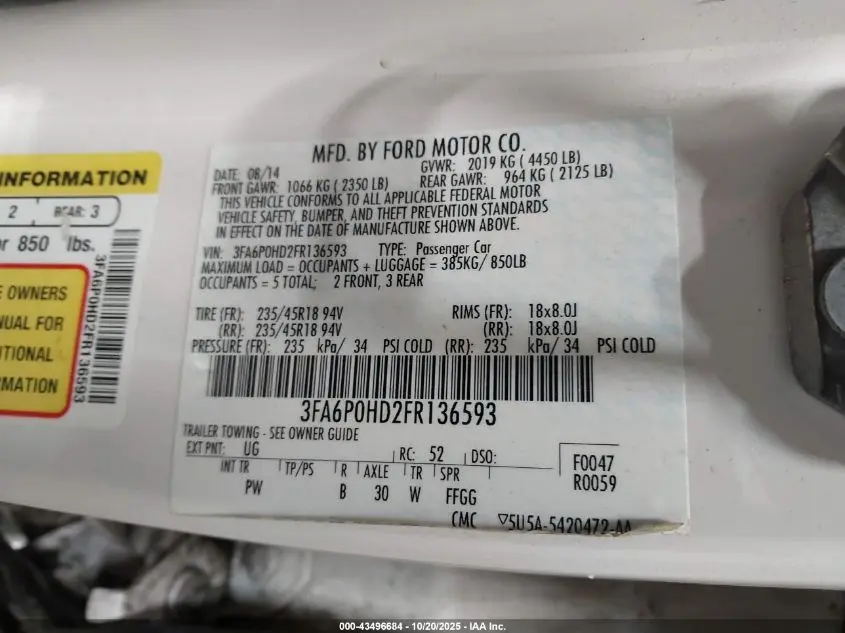 INFORMATION
2 REAR: 3
or 850 lbs.
E OWNERS
NUAL FOR
ITIONAL
RMATION
3FA6P0HD2FR136593
MFD. BY FORD MOTOR CO.
DATE: 08/14 GVWR: 2019 KG ( 4450 LB)
FRONT GAWR: 1066 KG ( 2350 LB) REAR GAWR: 964 KG ( 2125 LB)
THIS VEHICLE CONFORMS TO ALL APPLICABLE FEDERAL MOTOR
VEHICLE SAFETY, BUMPER, AND THEFT PREVENTION STANDARDS
IN EFFECT ON THE DATE OF MANUFACTURE SHOWN ABOVE.
VIN: 3FA6P0HD2FR136593 TYPE: Passenger Car
MAXIMUM LOAD = OCCUPANTS + LUGGAGE = 385KG/ 850LB
OCCUPANTS = 5 TOTAL; 2 FRONT, 3 REAR
TIRE (FR): 235/45R18 94V RIMS (FR): 18x8.0J
(RR): 235/45R18 94V (RR): 18x8.0J
PRESSURE (FR): 235 kPa/ 34 PSI COLD (RR): 235 kPa/ 34 PSI COLD
3FA6P0HD2FR136593
TRAILER TOWING - SEE OWNER GUIDE
EXT PNT: UG RC: 52 DSO:
F0047
R0059
INT TR TP/PS R AXLE TR SPR
PW B 30 W FFGG
CMC ▽5U5A-5420472-AA
000-43496684 | 10/20/2025 | IAA Inc.